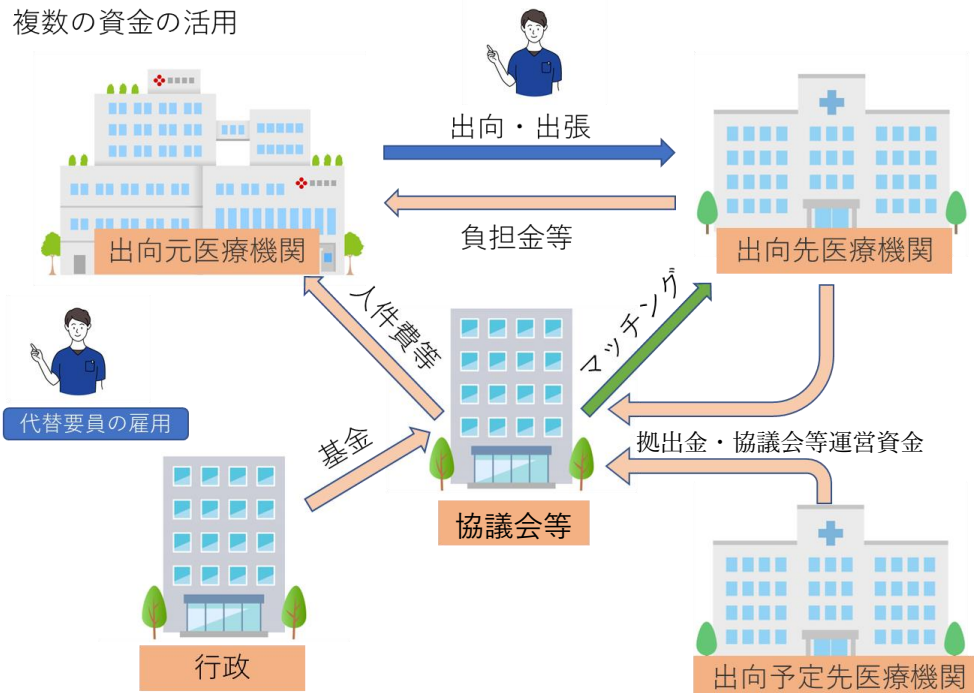 複数の資金の活用
出向・出張
負担金等
出向元医療機関
出向先医療機関
人件費等
マッチング
代替要員の雇用
基金
拠出金・協議会等運営資金
協議会等
行政
出向予定先医療機関